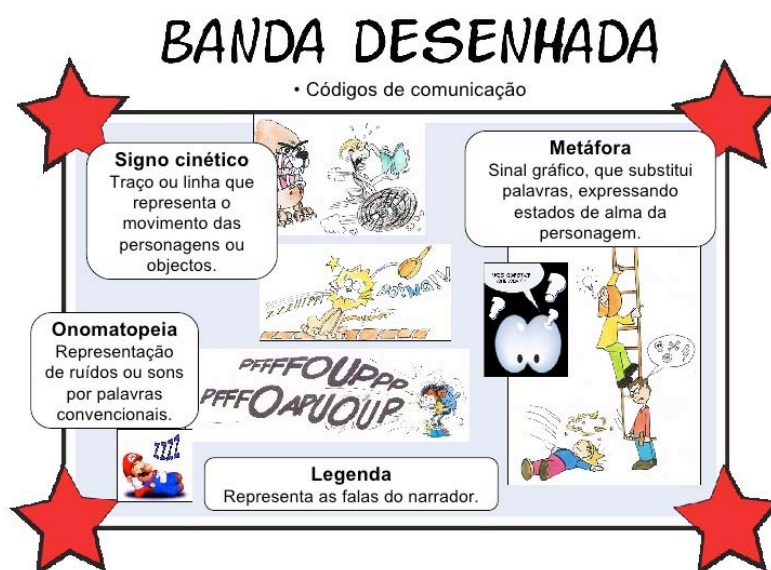 BANDA DESENHADA
• Códigos de comunicação
Signo cinético
Traço ou linha que
representa o
movimento das
personagens ou
objectos.
Metáfora
Sinal gráfico, que substitui
palavras, expressando
estados de alma da
personagem.
Onomatopeia
Representação
de ruídos ou sons
por palavras
convencionais.
PFFFFOUPPP
PFFFOAPUOUUP
ZZZZ
Legenda
Representa as falas do narrador.